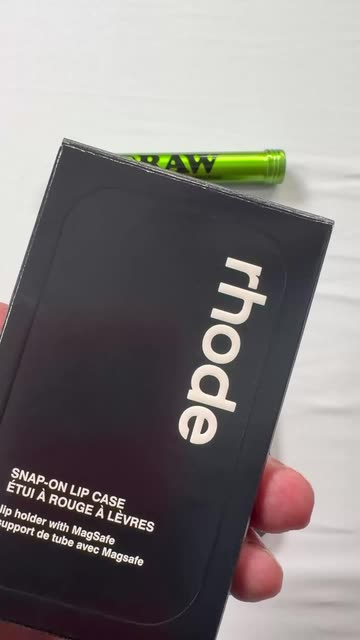 RAW
rhode
SNAP-ON LIP CASE
ÉTUI À ROUGE À LÈVRES
lip holder with MagSafe
support de tube avec Magsafe